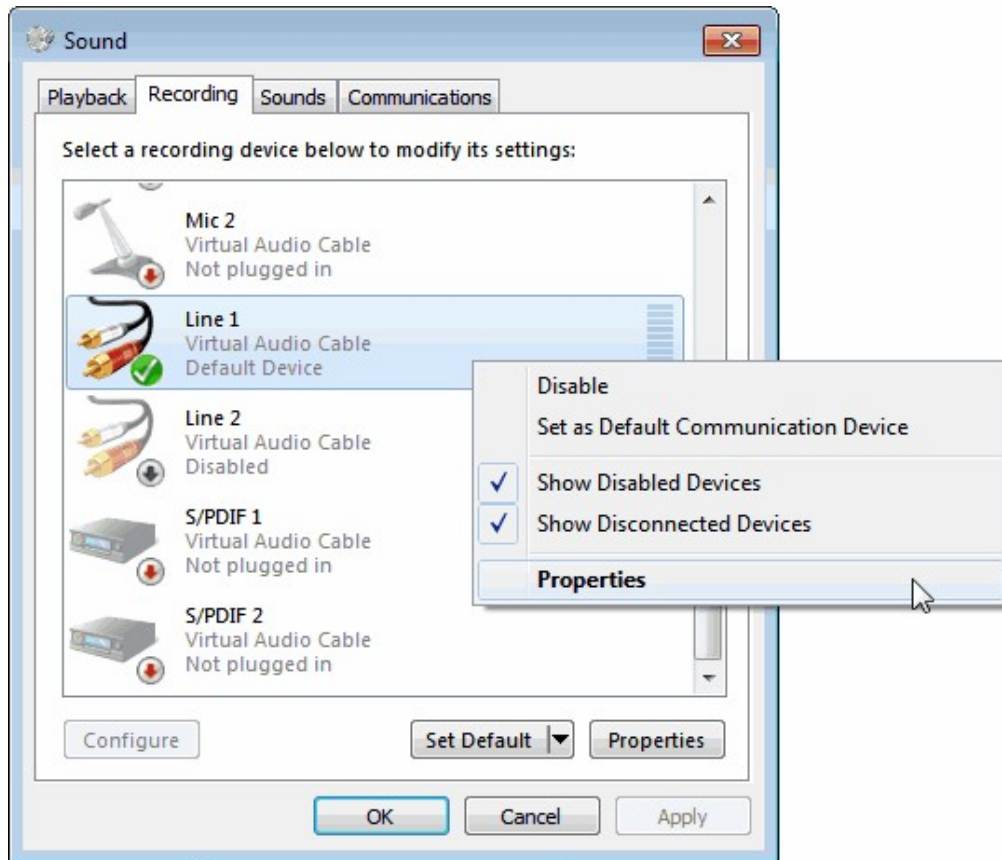 Sound
Playback Recording Sounds Communications
Select a recording device below to modify its settings:
Mic 2
Virtual Audio Cable
Not plugged in
Line 1
Virtual Audio Cable
Default Device
Line 2
Virtual Audio Cable
Disabled
S/PDIF 1
Virtual Audio Cable
Not plugged in
S/PDIF 2
Virtual Audio Cable
Not plugged in
Disable
Set as Default Communication Device
Show Disabled Devices
Show Disconnected Devices
Properties
Configure Set Default Properties
OK Cancel Apply